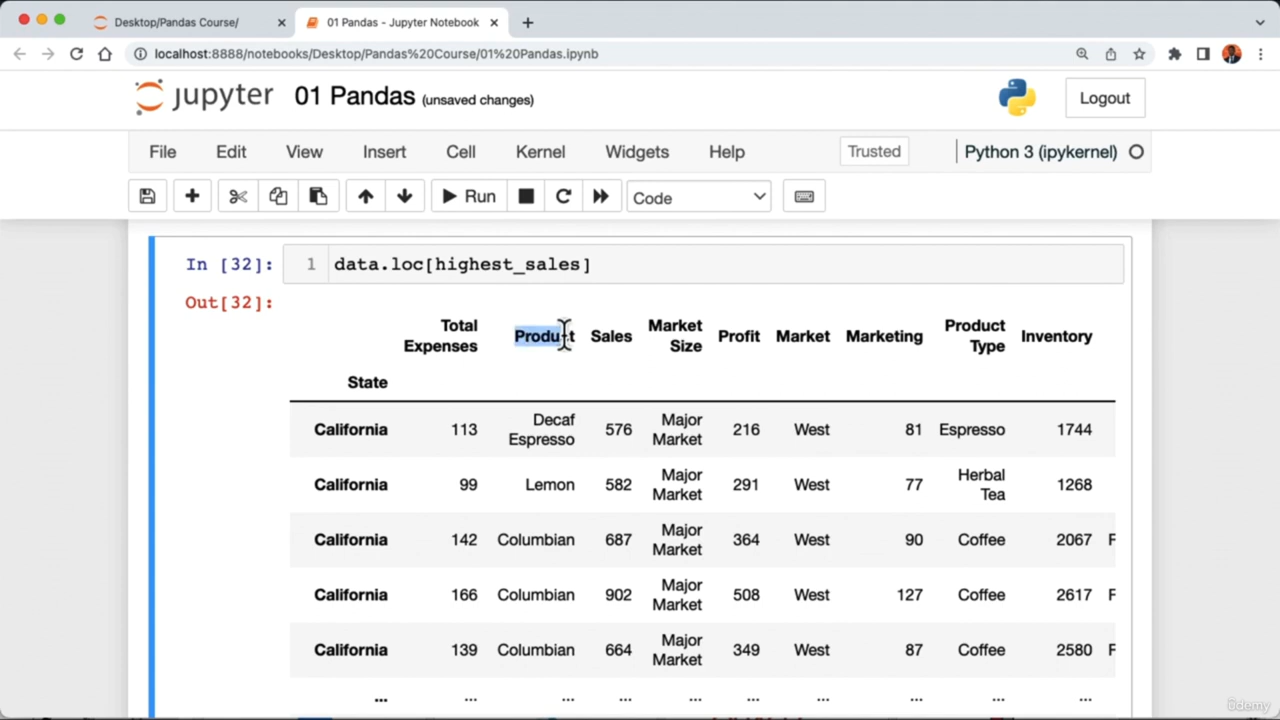 Desktop/Pandas Course/
01 Pandas - Jupyter Notebook
localhost:8888/notebooks/Desktop/Pandas%20Course/01%20Pandas.ipynb
jupyter 01 Pandas (unsaved changes)
Logout
File Edit View Insert Cell Kernel Widgets Help Trusted Python 3 (ipykernel)
Run Code
In [32]: 1 data.loc[highest_sales]
Out[32]:
Total Expenses Product Sales Market Size Profit Market Marketing Product Type Inventory
State
California 113 Decaf Espresso 576 Major Market 216 West 81 Espresso 1744
California 99 Lemon 582 Major Market 291 West 77 Herbal Tea 1268
California 142 Columbian 687 Major Market 364 West 90 Coffee 2067 F
California 166 Columbian 902 Major Market 508 West 127 Coffee 2617 F
California 139 Columbian 664 Major Market 349 West 87 Coffee 2580 F
... ... ... ... ... ... ... ... ... ...
ûdemy